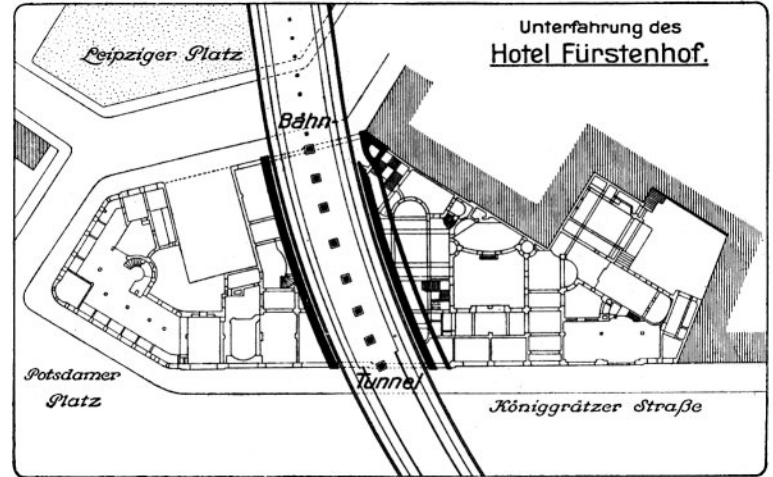 Unterfahrung des
Hotel Fürstenhof.
Leipziger Platz
Bahn-
Tunnel
Potsdamer
Platz
Königgrätzer Straße